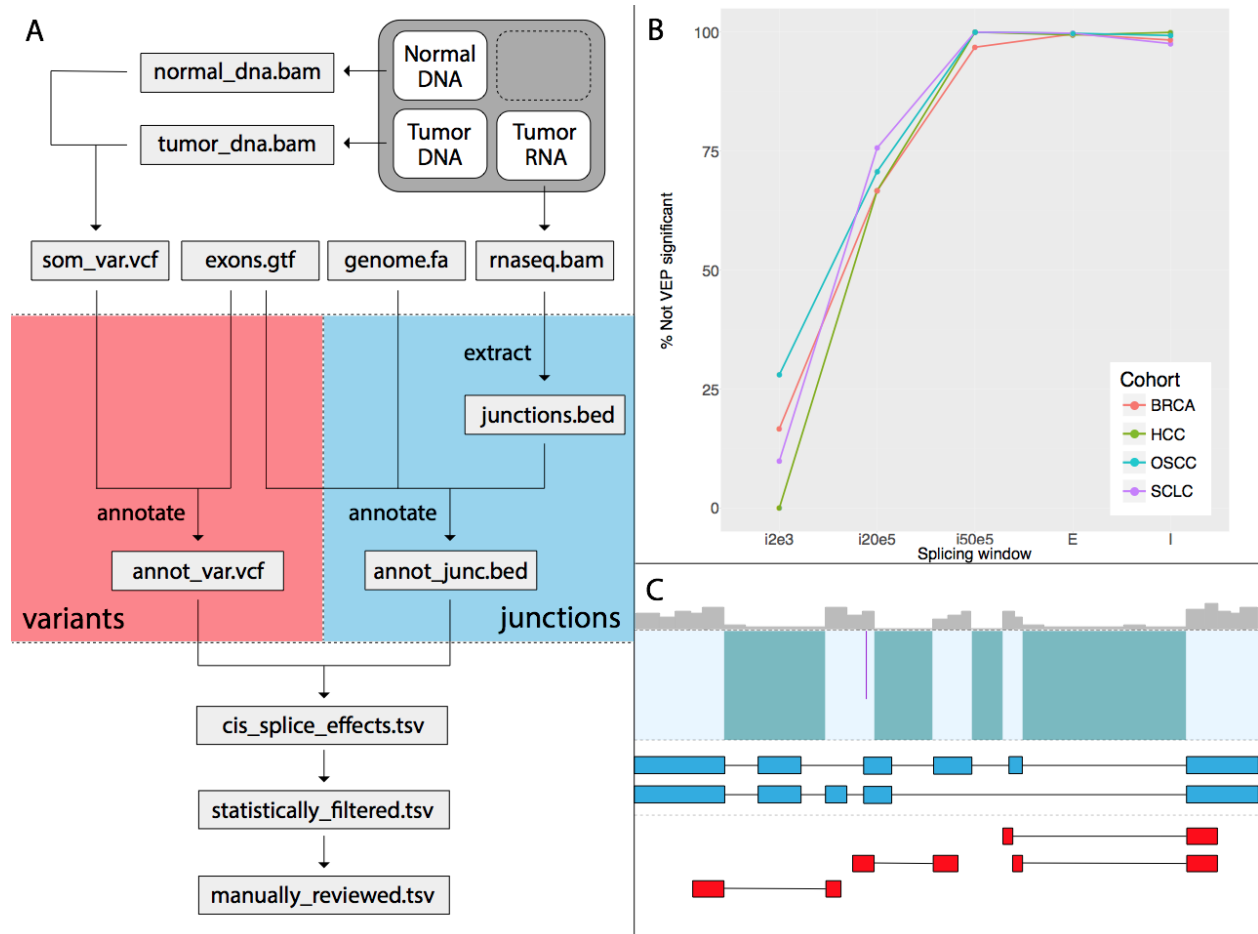 A
Normal
DNA
normal_dna.bam
tumor_dna.bam
Tumor
DNA
Tumor
RNA
som_var.vcf
exons.gtf
genome.fa
rnaseq.bam
extract
junctions.bed
annotate
annotate
annot_var.vcf
annot_junc.bed
variants
junctions
cis_splice_effects.tsv
statistically_filtered.tsv
manually_reviewed.tsv
B
100
75
50
25
0
% Not VEP significant
i2e3
i20e5
i50e5
E
I
Splicing window
Cohort
BRCA
HCC
OSCC
SCLC
C